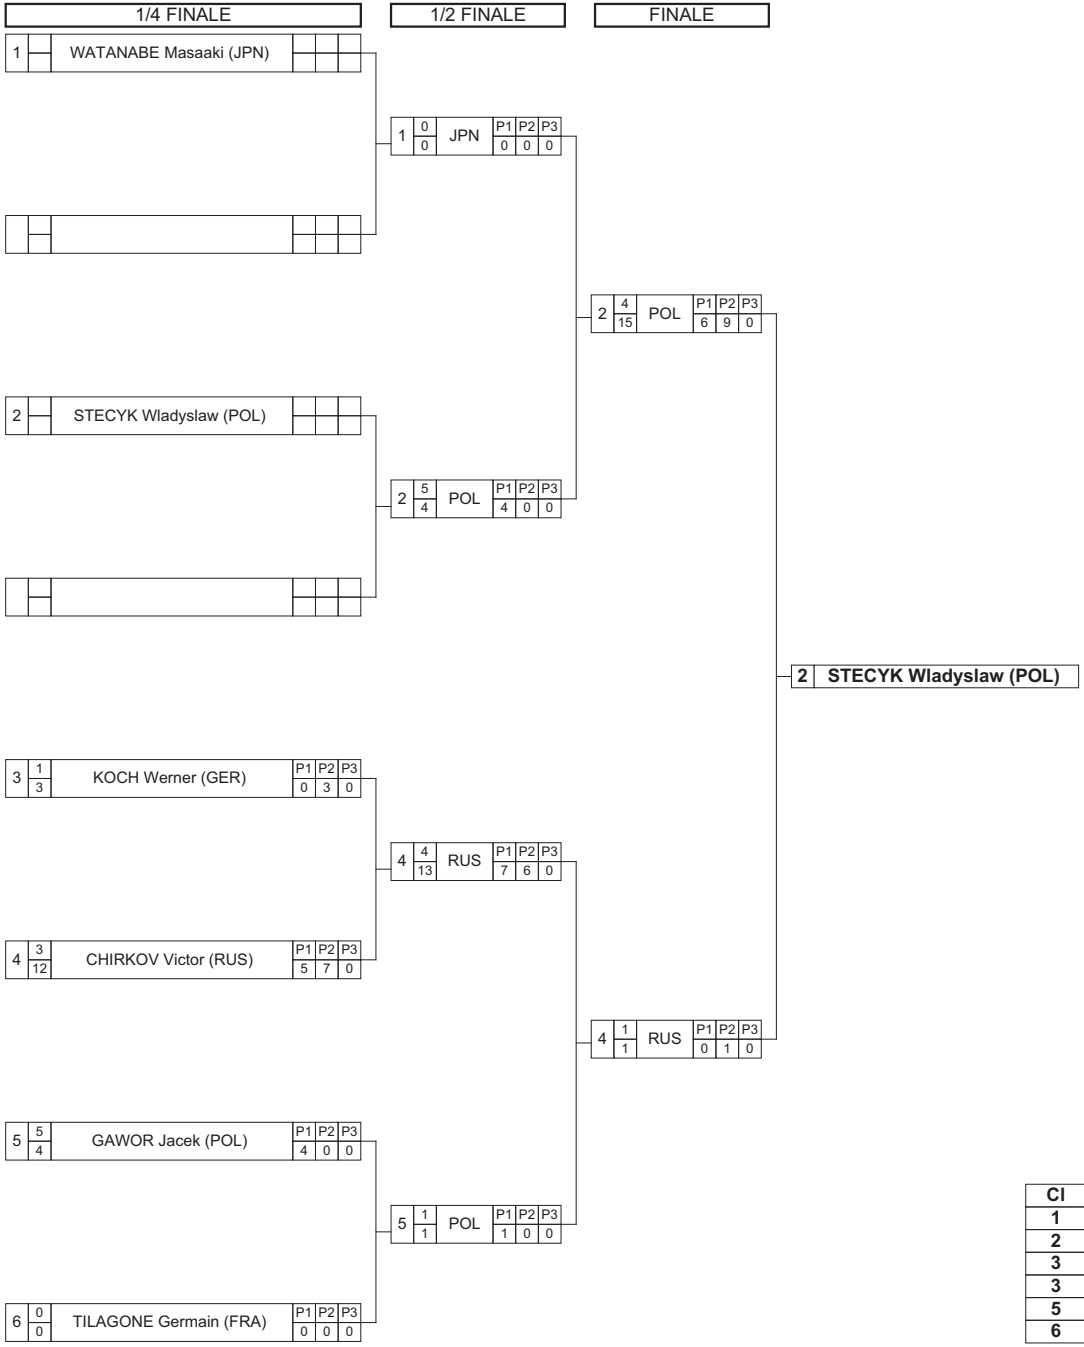 1/4 FINALE 1/2 FINALE FINALE
1 WATANABE Masaaki (JPN)
0 P1 P2 P3
1 JPN
0 0 0 0
4 P1 P2 P3
2 POL
15 6 9 0
2 STECYK Wladyslaw (POL)
5 P1 P2 P3
2 POL
4 4 0 0
2 STECYK Wladyslaw (POL)
1 P1 P2 P3
3 KOCH Werner (GER)
3 0 3 0
4 P1 P2 P3
4 RUS
13 7 6 0
3 P1 P2 P3
4 CHIRKOV Victor (RUS)
12 5 7 0
1 P1 P2 P3
4 RUS
1 0 1 0
5 P1 P2 P3
5 GAWOR Jacek (POL)
4 4 0 0
1 P1 P2 P3
5 POL
1 1 0 0
0 P1 P2 P3
6 TILAGONE Germain (FRA)
0 0 0 0
Cl
1
2
3
3
5
6